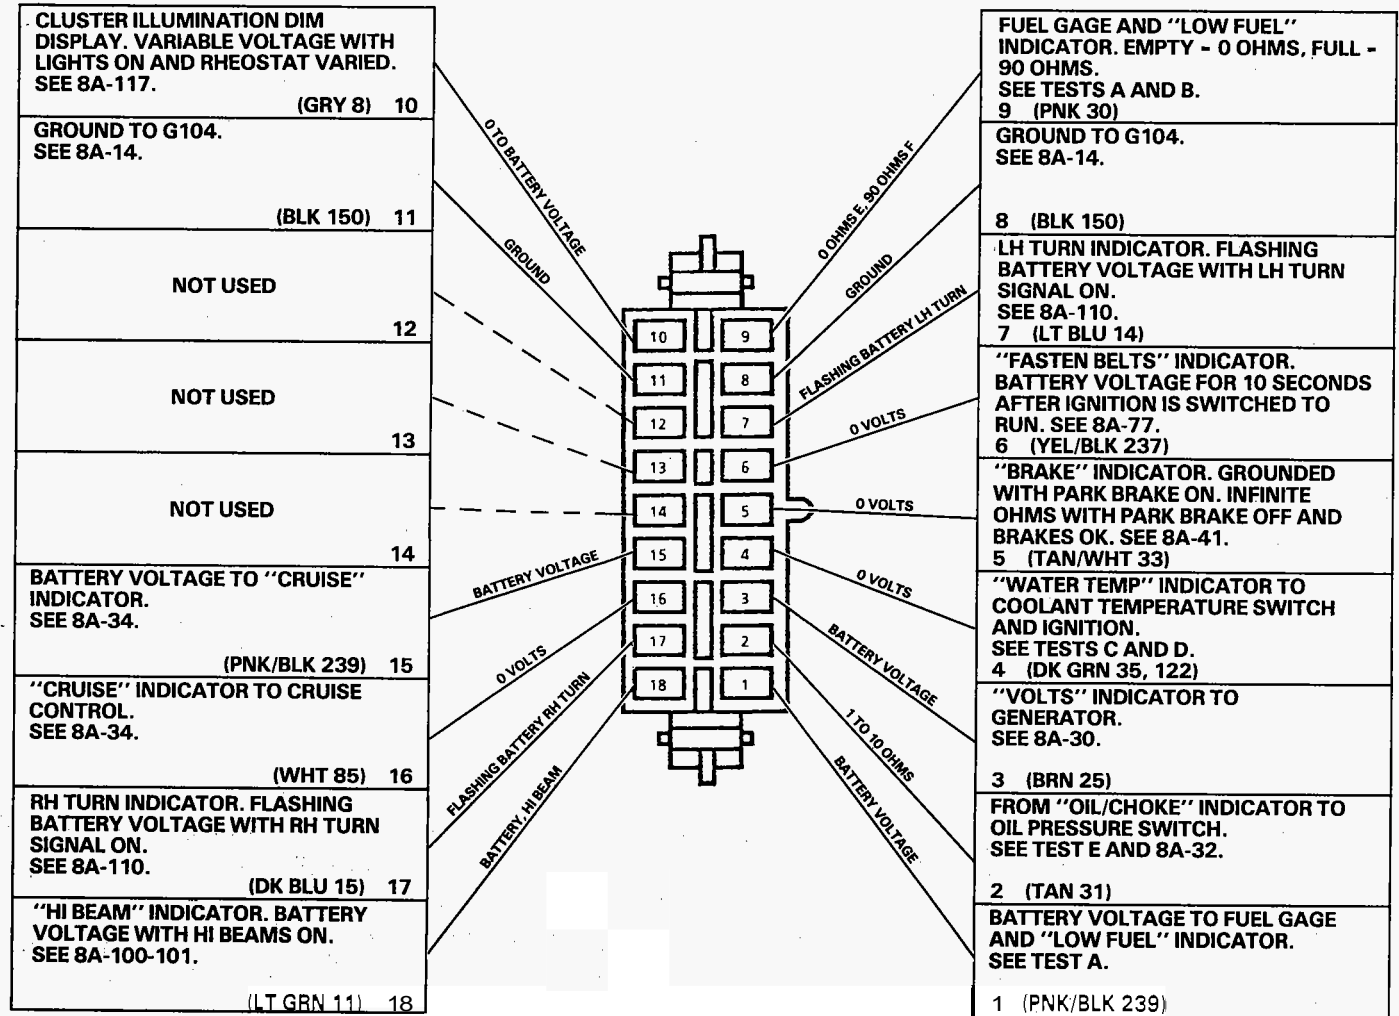 CLUSTER ILLUMINATION DIM
DISPLAY. VARIABLE VOLTAGE WITH
LIGHTS ON AND RHEOSTAT VARIED.
SEE 8A-117.
(GRY 8) 10
GROUND TO G104.
SEE 8A-14.
(BLK 150) 11
NOT USED
12
NOT USED
13
NOT USED
14
BATTERY VOLTAGE TO "CRUISE"
INDICATOR.
SEE 8A-34.
(PNK/BLK 239) 15
"CRUISE" INDICATOR TO CRUISE
CONTROL.
SEE 8A-34.
(WHT 85) 16
RH TURN INDICATOR. FLASHING
BATTERY VOLTAGE WITH RH TURN
SIGNAL ON.
SEE 8A-110.
(DK BLU 15) 17
"HI BEAM" INDICATOR. BATTERY
VOLTAGE WITH HI BEAMS ON.
SEE 8A-100-101.
(LT GRN 11) 18
0 TO BATTERY VOLTAGE
GROUND
BATTERY VOLTAGE
0 VOLTS
FLASHING BATTERY RH TURN
BATTERY, HI BEAM
10 9
11 8
12 7
13 6
14 5
15 4
16 3
17 2
18 1
0 OHMS E, 90 OHMS F
GROUND
FLASHING BATTERY LH TURN
0 VOLTS
0 VOLTS
0 VOLTS
BATTERY VOLTAGE
1 TO 10 OHMS
BATTERY VOLTAGE
FUEL GAGE AND "LOW FUEL"
INDICATOR. EMPTY - 0 OHMS, FULL -
90 OHMS.
SEE TESTS A AND B.
9 (PNK 30)
GROUND TO G104.
SEE 8A-14.
8 (BLK 150)
LH TURN INDICATOR. FLASHING
BATTERY VOLTAGE WITH LH TURN
SIGNAL ON.
SEE 8A-110.
7 (LT BLU 14)
"FASTEN BELTS" INDICATOR.
BATTERY VOLTAGE FOR 10 SECONDS
AFTER IGNITION IS SWITCHED TO
RUN. SEE 8A-77.
6 (YEL/BLK 237)
"BRAKE" INDICATOR. GROUNDED
WITH PARK BRAKE ON. INFINITE
OHMS WITH PARK BRAKE OFF AND
BRAKES OK. SEE 8A-41.
5 (TAN/WHT 33)
"WATER TEMP" INDICATOR TO
COOLANT TEMPERATURE SWITCH
AND IGNITION.
SEE TESTS C AND D.
4 (DK GRN 35, 122)
"VOLTS" INDICATOR TO
GENERATOR.
SEE 8A-30.
3 (BRN 25)
FROM "OIL/CHOKE" INDICATOR TO
OIL PRESSURE SWITCH.
SEE TEST E AND 8A-32.
2 (TAN 31)
BATTERY VOLTAGE TO FUEL GAGE
AND "LOW FUEL" INDICATOR.
SEE TEST A.
1 (PNK/BLK 239)